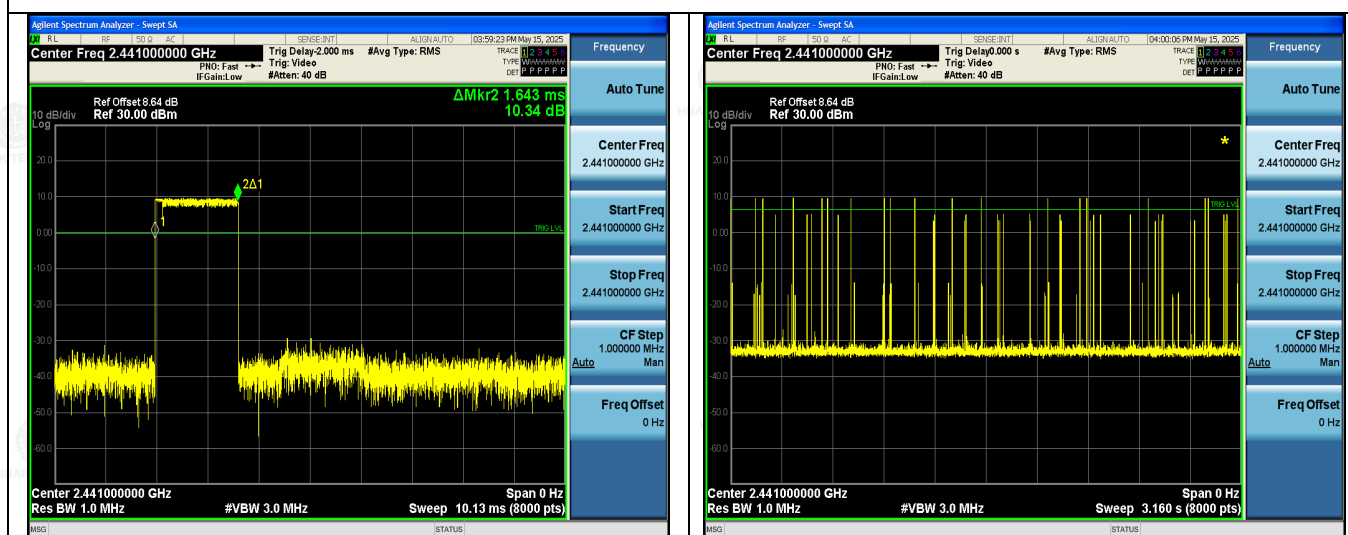 Agilent Spectrum Analyzer - Swept SA
LXI RL RF 50 Ω AC SENSE:INT ALIGN AUTO 03:59:23 PM May 15, 2025
Center Freq 2.441000000 GHz
Trig Delay-2.000 ms #Avg Type: RMS
TRACE 1 2 3 4 5 6
PNO: Fast Trig: Video
TYPE WWWWWW
IFGain:Low #Atten: 40 dB
DET P P P P P P
ΔMkr2 1.643 ms
10.34 dB
Ref Offset 8.64 dB
10 dB/div Ref 30.00 dBm
Log
20.0
10.0
0.00
-10.0
-20.0
-30.0
-40.0
-50.0
-60.0
2Δ1
1
TRIG LVL
Center 2.441000000 GHz Span 0 Hz
Res BW 1.0 MHz #VBW 3.0 MHz Sweep 10.13 ms (8000 pts)
MSG STATUS
Frequency
Auto Tune
Center Freq
2.441000000 GHz
Start Freq
2.441000000 GHz
Stop Freq
2.441000000 GHz
CF Step
1.000000 MHz
Auto Man
Freq Offset
0 Hz
Agilent Spectrum Analyzer - Swept SA
LXI RL RF 50 Ω AC SENSE:INT ALIGN AUTO 04:00:06 PM May 15, 2025
Center Freq 2.441000000 GHz
Trig Delay0.000 s #Avg Type: RMS
TRACE 1 2 3 4 5 6
PNO: Fast Trig: Video
TYPE WWWWWW
IFGain:Low #Atten: 40 dB
DET P P P P P P
Ref Offset 8.64 dB
10 dB/div Ref 30.00 dBm
Log
*
20.0
10.0
0.00
-10.0
-20.0
-30.0
-40.0
-50.0
-60.0
TRIG LVL
Center 2.441000000 GHz Span 0 Hz
Res BW 1.0 MHz #VBW 3.0 MHz Sweep 3.160 s (8000 pts)
MSG STATUS
Frequency
Auto Tune
Center Freq
2.441000000 GHz
Start Freq
2.441000000 GHz
Stop Freq
2.441000000 GHz
CF Step
1.000000 MHz
Auto Man
Freq Offset
0 Hz